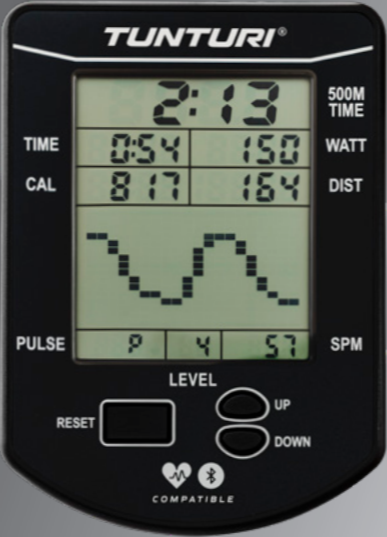 TUNTURI®
2:13 500M TIME
TIME 0:54 150 WATT
CAL 817 164 DIST
PULSE P 4 57 SPM
LEVEL
RESET UP
DOWN
COMPATIBLE